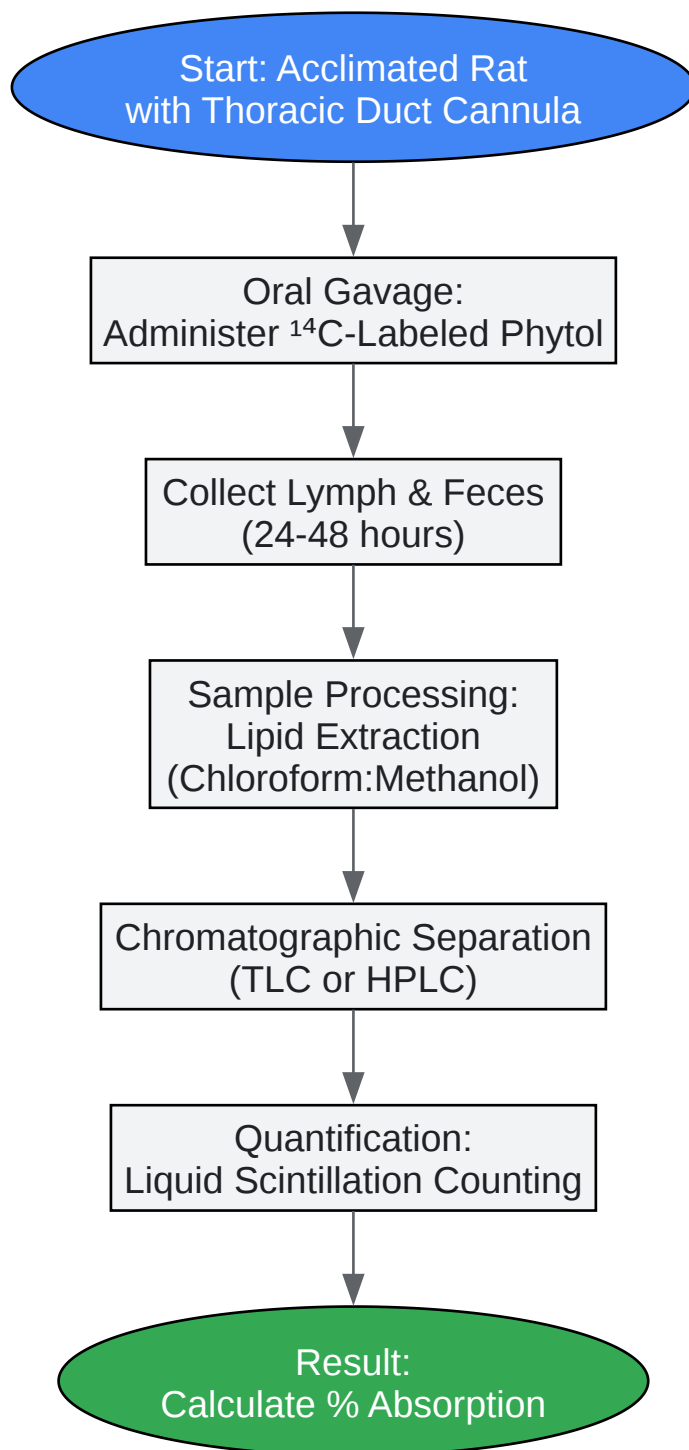 Start: Acclimated Rat
with Thoracic Duct Cannula
Oral Gavage:
Administer ¹⁴C-Labeled Phytol
Collect Lymph & Feces
(24-48 hours)
Sample Processing:
Lipid Extraction
(Chloroform:Methanol)
Chromatographic Separation
(TLC or HPLC)
Quantification:
Liquid Scintillation Counting
Result:
Calculate % Absorption